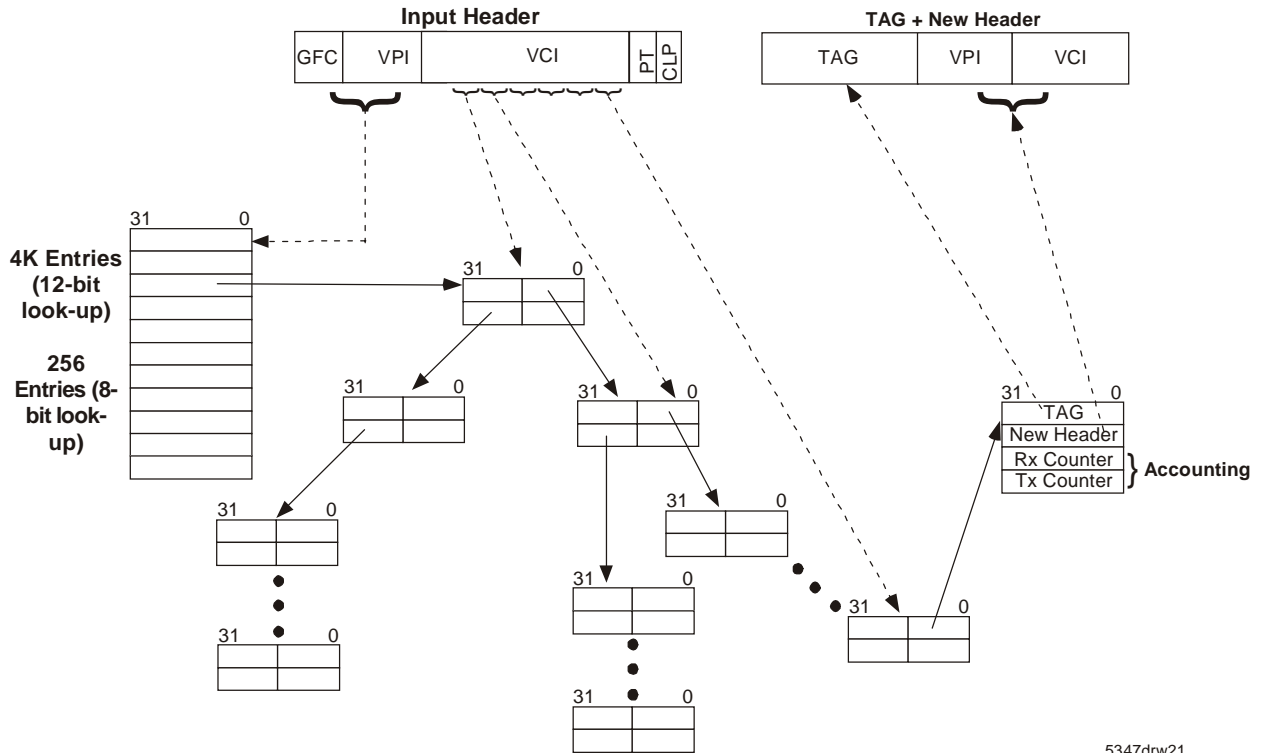 Input Header
TAG + New Header
GFC VPI VCI PT CLP
TAG VPI VCI
31 0
4K Entries
(12-bit
look-up)
256
Entries (8-
bit look-
up)
31 0
31 0
31 0
31 0
TAG
New Header
Rx Counter
Tx Counter
Accounting
31 0
31 0
31 0
31 0
31 0
31 0
5347drw21